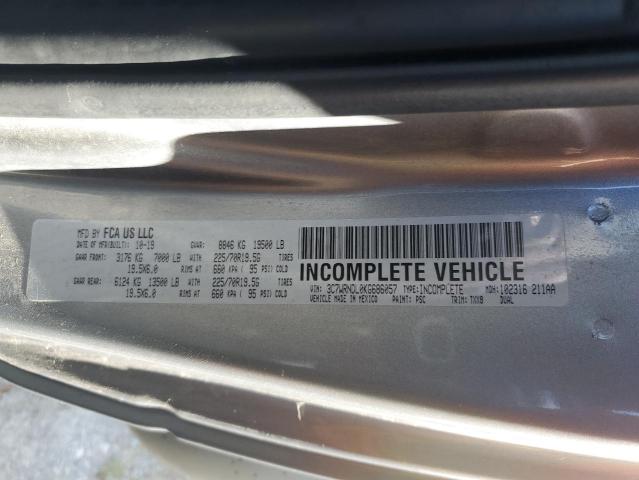 MFD BY FCA US LLC
DATE OF MFR(BUILT): 10-19 GVWR: 8846 KG 19500 LB
GAWR FRONT: 3176 KG 7000 LB WITH 225/70R19.5G TIRES
19.5X6.0 RIMS AT 660 KPA ( 95 PSI) COLD
GAWR REAR: 6124 KG 13500 LB WITH 225/70R19.5G TIRES
19.5X6.0 RIMS AT 660 KPA ( 95 PSI) COLD
INCOMPLETE VEHICLE
VIN: 3C7WRNDL0KG686057 TYPE: INCOMPLETE MDH: 102316 211AA
VEHICLE MADE IN MEXICO PAINT: PSC TRIM: TXX8 DUAL